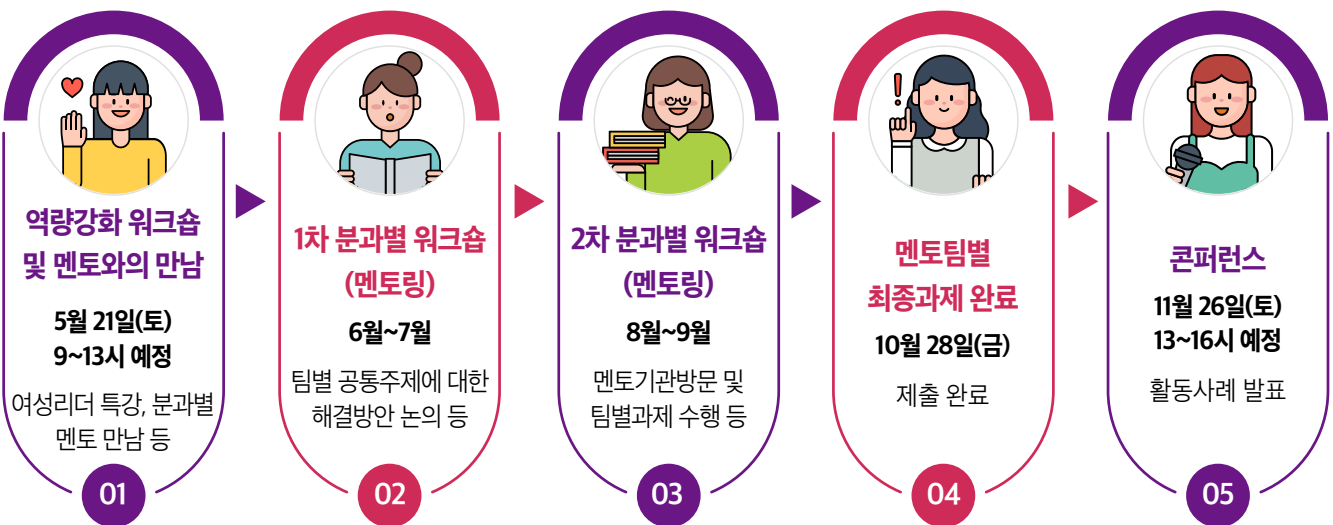 역량강화 워크숍
및 멘토와의 만남
5월 21일(토)
9~13시 예정
여성리더 특강, 분과별
멘토 만남 등
01
1차 분과별 워크숍
(멘토링)
6월~7월
팀별 공통주제에 대한
해결방안 논의 등
02
2차 분과별 워크숍
(멘토링)
8월~9월
멘토기관방문 및
팀별과제 수행 등
03
멘토팀별
최종과제 완료
10월 28일(금)
제출 완료
04
콘퍼런스
11월 26일(토)
13~16시 예정
활동사례 발표
05